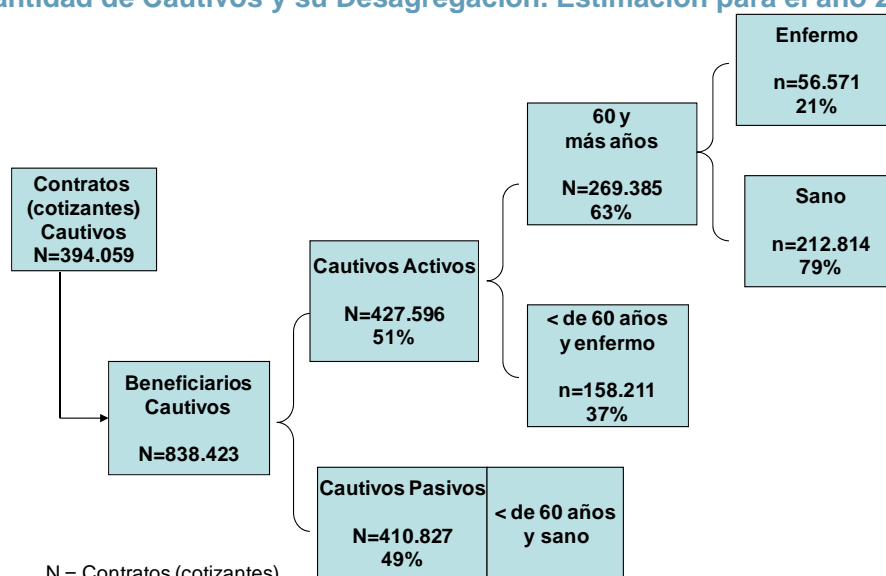 antidad de Cautivos y su Desagregación. Estimación para el año 2
Enfermo
n=56.571
21%
60 y
más años
N=269.385
63%
Contratos
(cotizantes)
Cautivos
N=394.059
Sano
n=212.814
79%
Cautivos Activos
N=427.596
51%
< de 60 años
y enfermo
n=158.211
37%
Beneficiarios
Cautivos
N=838.423
Cautivos Pasivos
N=410.827
49%
< de 60 años
y sano
N = Contratos (cotizantes)